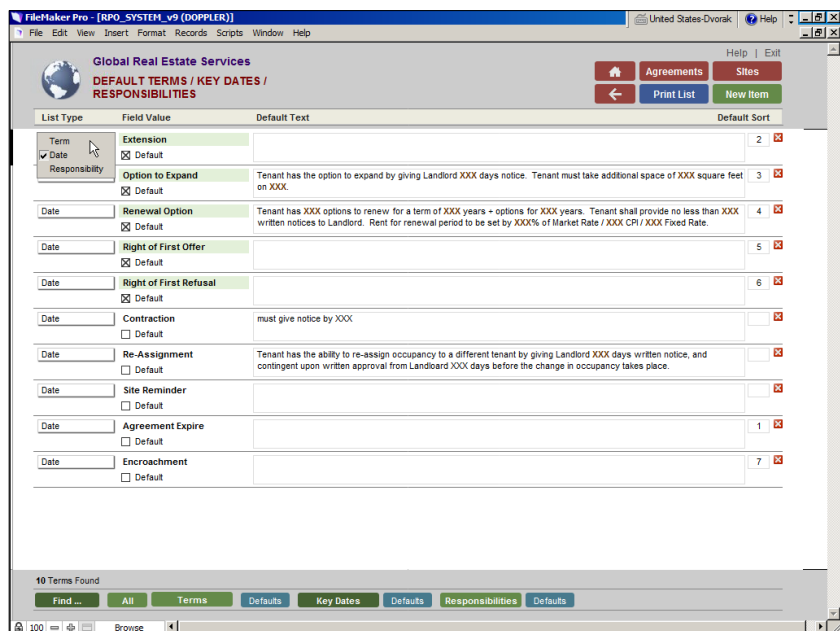 FileMaker Pro - [RPO_SYSTEM_v9 (DOPPLER)]
United States-Dvorak
Help
File Edit View Insert Format Records Scripts Window Help
Help | Exit
Global Real Estate Services
DEFAULT TERMS / KEY DATES /
RESPONSIBILITIES
Agreements
Sites
Print List
New Item
List Type Field Value Default Text Default Sort
Term
Date
Responsibility
Extension
Default
2
Option to Expand
Default
Tenant has the option to expand by giving Landlord XXX days notice. Tenant must take additional space of XXX square feet
on XXX.
3
Date
Renewal Option
Default
Tenant has XXX options to renew for a term of XXX years + options for XXX years. Tenant shall provide no less than XXX
written notices to Landlord. Rent for renewal period to be set by XXX% of Market Rate / XXX CPI / XXX Fixed Rate.
4
Date
Right of First Offer
Default
5
Date
Right of First Refusal
Default
6
Date
Contraction
Default
must give notice by XXX
Date
Re-Assignment
Default
Tenant has the ability to re-assign occupancy to a different tenant by giving Landlord XXX days written notice, and
contingent upon written approval from Landloard XXX days before the change in occupancy takes place.
Date
Site Reminder
Default
Date
Agreement Expire
Default
1
Date
Encroachment
Default
7
10 Terms Found
Find ... All Terms Defaults Key Dates Defaults Responsibilities Defaults
100 Browse